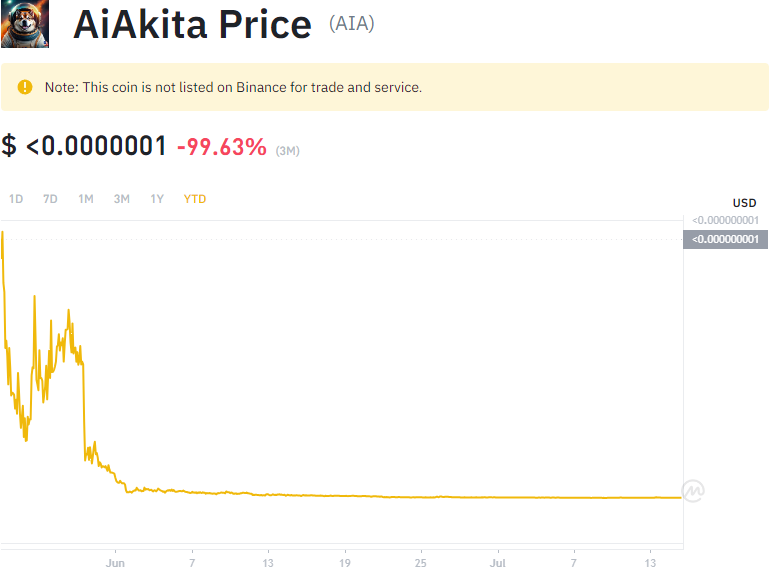 AiAkita Price (AIA)
Note: This coin is not listed on Binance for trade and service.
$ <0.0000001 -99.63% (3M)
1D 7D 1M 3M 1Y YTD
USD
<0.000000001
<0.000000001
Jun 7 13 19 25 Jul 7 13